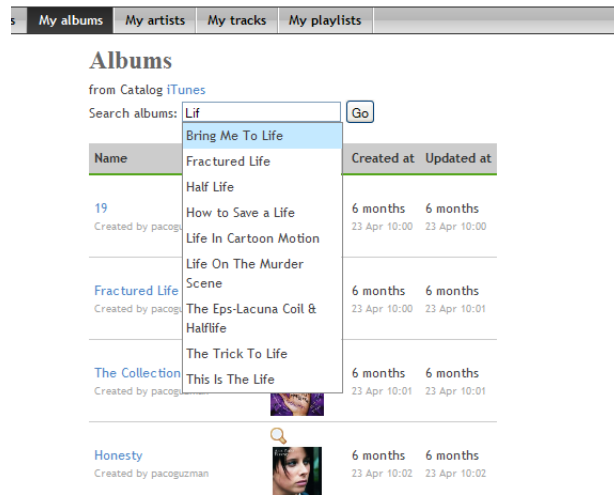 s My albums My artists My tracks My playlists
Albums
from Catalog iTunes
Search albums: Lif Go
Bring Me To Life
Fractured Life
Half Life
How to Save a Life
Life In Cartoon Motion
Life On The Murder
Scene
The Eps-Lacuna Coil &
Halflife
The Trick To Life
This Is The Life
Name Created at Updated at
19 6 months 6 months
Created by pacogu 23 Apr 10:00 23 Apr 10:00
Fractured Life 6 months 6 months
Created by pacogu 23 Apr 10:00 23 Apr 10:01
The Collection 6 months 6 months
Created by pacogu 23 Apr 10:01 23 Apr 10:01
Honesty 6 months 6 months
Created by pacoguzman 23 Apr 10:02 23 Apr 10:02